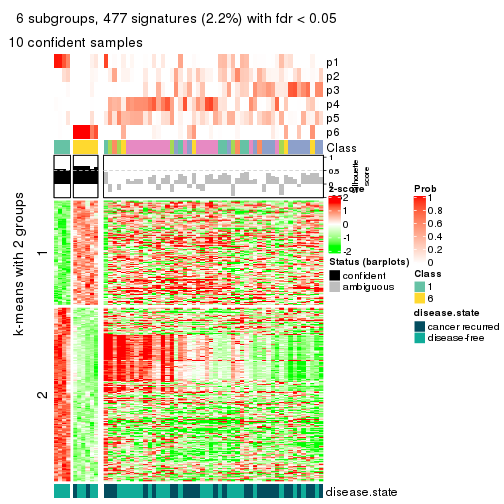 6 subgroups, 477 signatures (2.2%) with fdr < 0.05
10 confident samples
p1
p2
p3
p4
p5
p6
Class
1
0.5
0
Silhouette
score
k-means with 2 groups
1
2
z-score
2
1
0
-1
-2
Status (barplots)
confident
ambiguous
Prob
1
0.8
0.6
0.4
0.2
0
Class
1
6
disease.state
cancer recurred
disease-free
disease.state